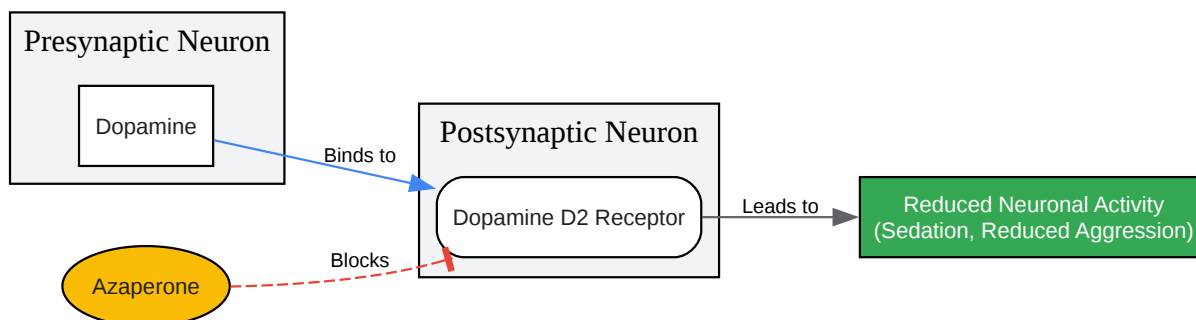 Presynaptic Neuron
Dopamine
Binds to
Postsynaptic Neuron
Dopamine D2 Receptor
Leads to
Reduced Neuronal Activity
(Sedation, Reduced Aggression)
Blocks
Azaperone